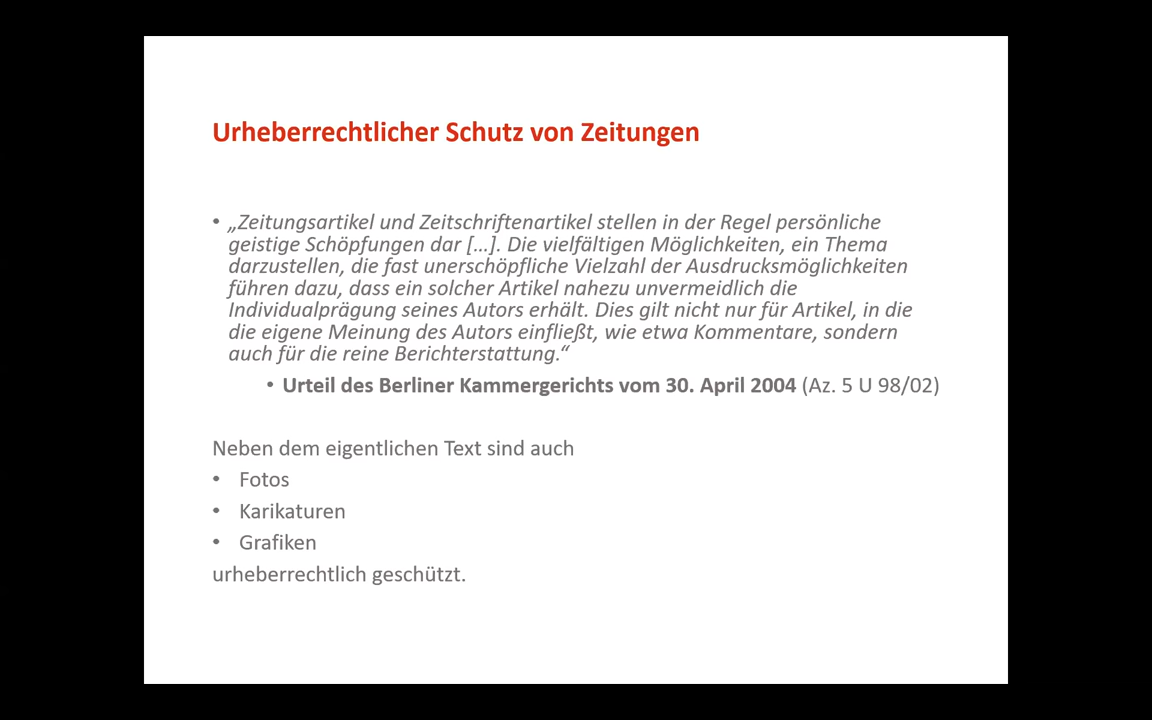 Urheberrechtlicher Schutz von Zeitungen
• „Zeitungsartikel und Zeitschriftenartikel stellen in der Regel persönliche
geistige Schöpfungen dar […]. Die vielfältigen Möglichkeiten, ein Thema
darzustellen, die fast unerschöpfliche Vielzahl der Ausdrucksmöglichkeiten
führen dazu, dass ein solcher Artikel nahezu unvermeidlich die
Individualprägung seines Autors erhält. Dies gilt nicht nur für Artikel, in die
die eigene Meinung des Autors einfließt, wie etwa Kommentare, sondern
auch für die reine Berichterstattung.“
• Urteil des Berliner Kammergerichts vom 30. April 2004 (Az. 5 U 98/02)
Neben dem eigentlichen Text sind auch
• Fotos
• Karikaturen
• Grafiken
urheberrechtlich geschützt.